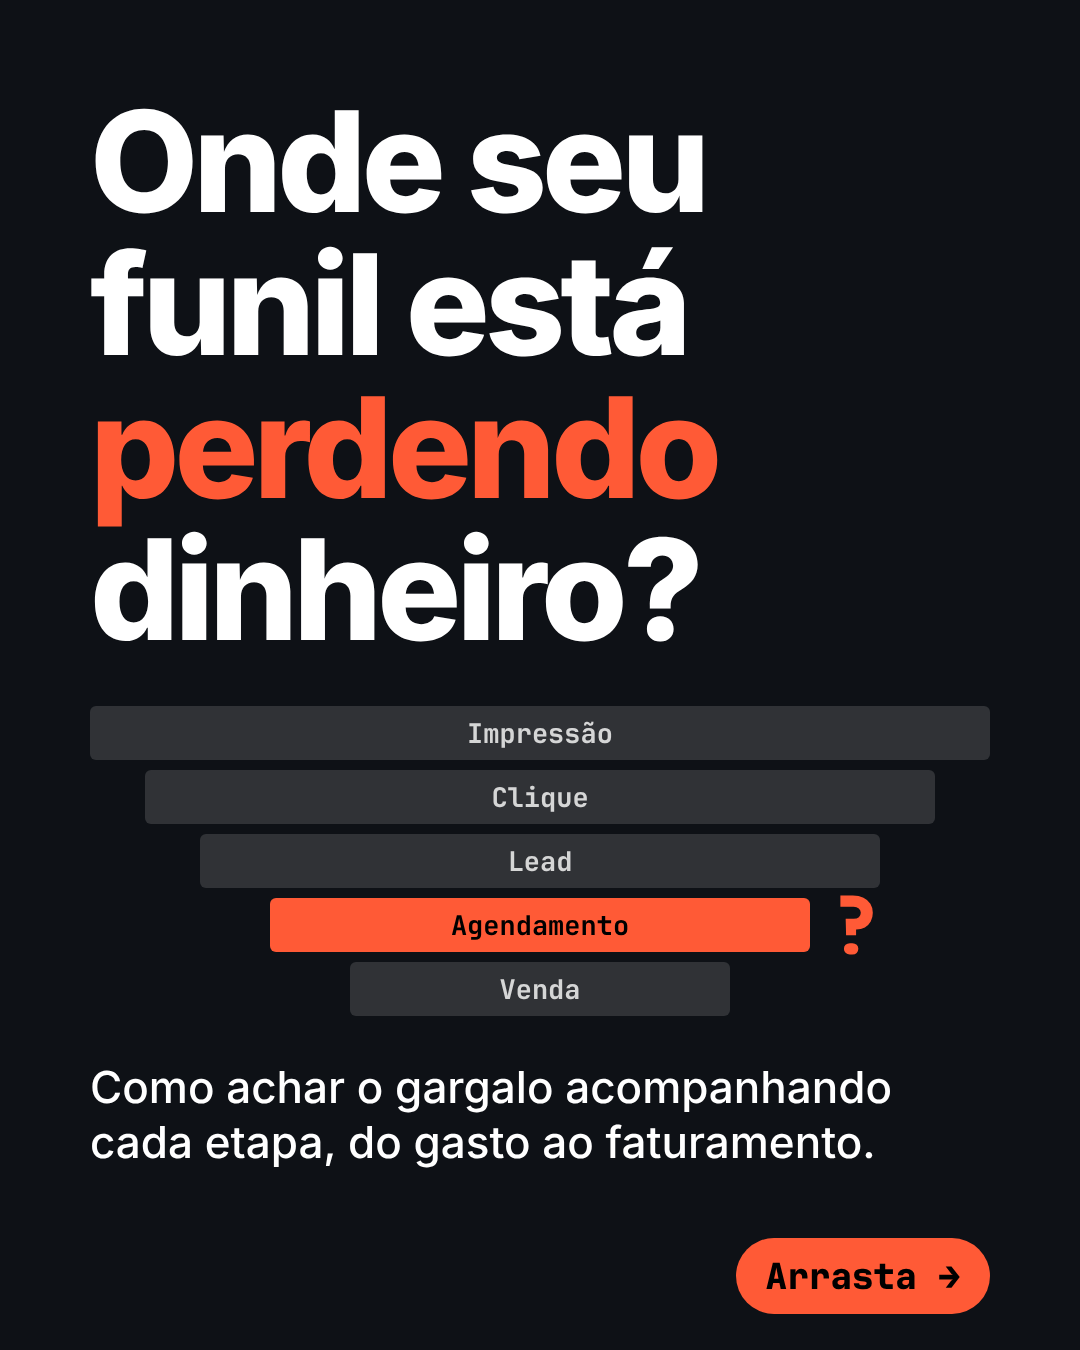 Onde seu
funil está
perdendo
dinheiro?
Impressão
Clique
Lead
Agendamento ?
Venda
Como achar o gargalo acompanhando
cada etapa, do gasto ao faturamento.
Arrasta →